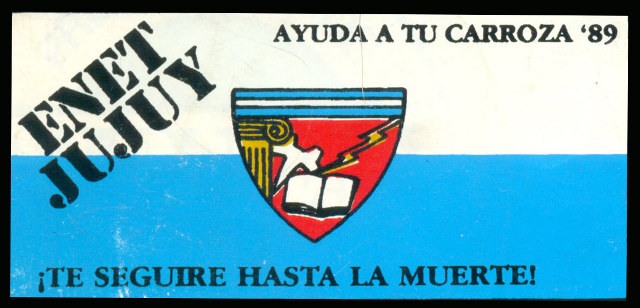 ENET
JUJUY
AYUDA A TU CARROZA ‘89
¡TE SEGUIRE HASTA LA MUERTE!